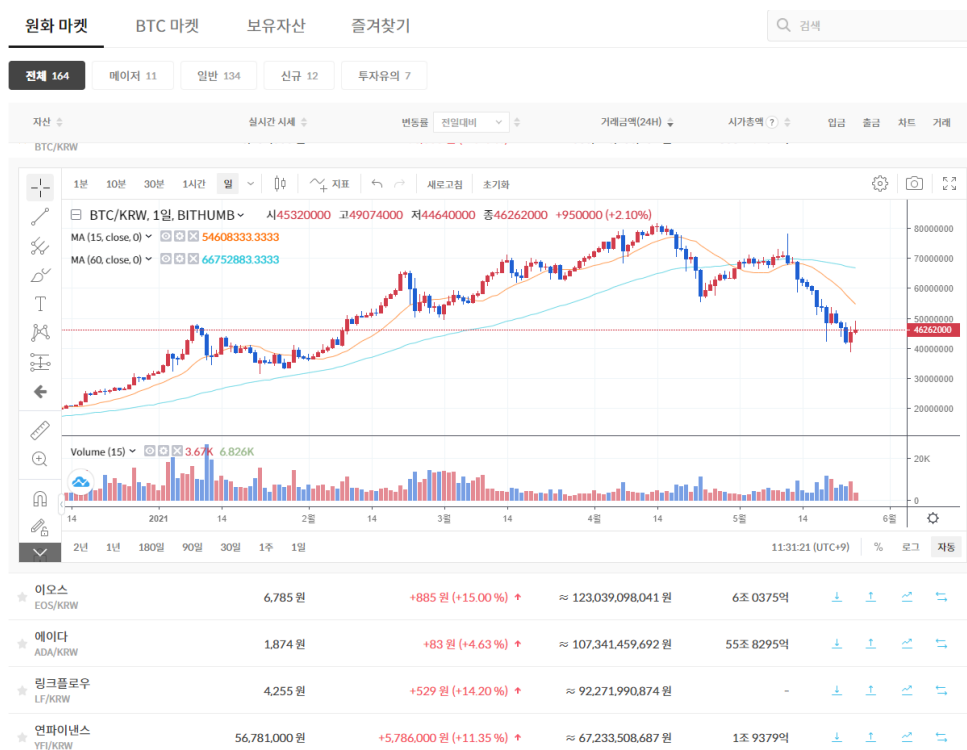 원화 마켓 BTC 마켓 보유자산 즐겨찾기 검색
전체 164 메이저 11 일반 134 신규 12 투자유의 7
자산 실시간 시세 변동률 전일대비 거래금액(24H) 시가총액 ? 입금 출금 차트 거래
BTC/KRW
1분 10분 30분 1시간 일 지표 새로고침 초기화
BTC/KRW, 1일, BITHUMB 시45320000 고49074000 저44640000 종46262000 +950000 (+2.10%)
MA (15, close, 0) 54608333.3333
MA (60, close, 0) 66752883.3333
80000000
70000000
60000000
50000000
46262000
40000000
30000000
20000000
Volume (15) 3.67K 6.826K
20K
0
14 2021 14 2월 14 3월 14 4월 14 5월 14 6월
2년 1년 180일 90일 30일 1주 1일 11:31:21 (UTC+9) % 로그 자동
이오스
EOS/KRW
6,785 원 +885 원 (+15.00 %) ↑ ≈ 123,039,098,041 원 6조 0375억
에이다
ADA/KRW
1,874 원 +83 원 (+4.63 %) ↑ ≈ 107,341,459,692 원 55조 8295억
링크플로우
LF/KRW
4,255 원 +529 원 (+14.20 %) ↑ ≈ 92,271,990,874 원 -
연파이낸스
YFI/KRW
56,781,000 원 +5,786,000 원 (+11.35 %) ↑ ≈ 67,233,508,687 원 1조 9379억